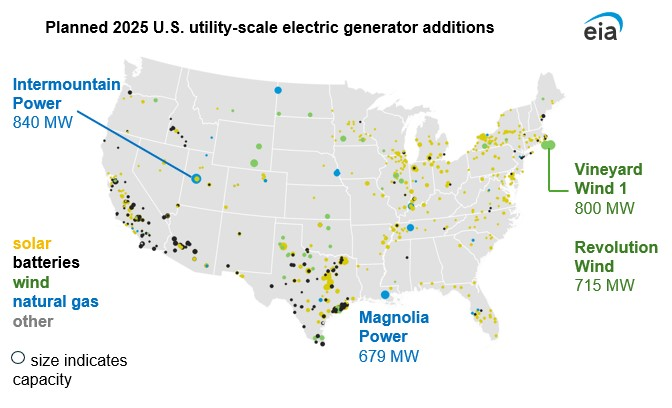 Planned 2025 U.S. utility-scale electric generator additions
eia
Intermountain
Power
840 MW
Vineyard
Wind 1
800 MW
Revolution
Wind
715 MW
solar
batteries
wind
natural gas
other
size indicates
capacity
Magnolia
Power
679 MW